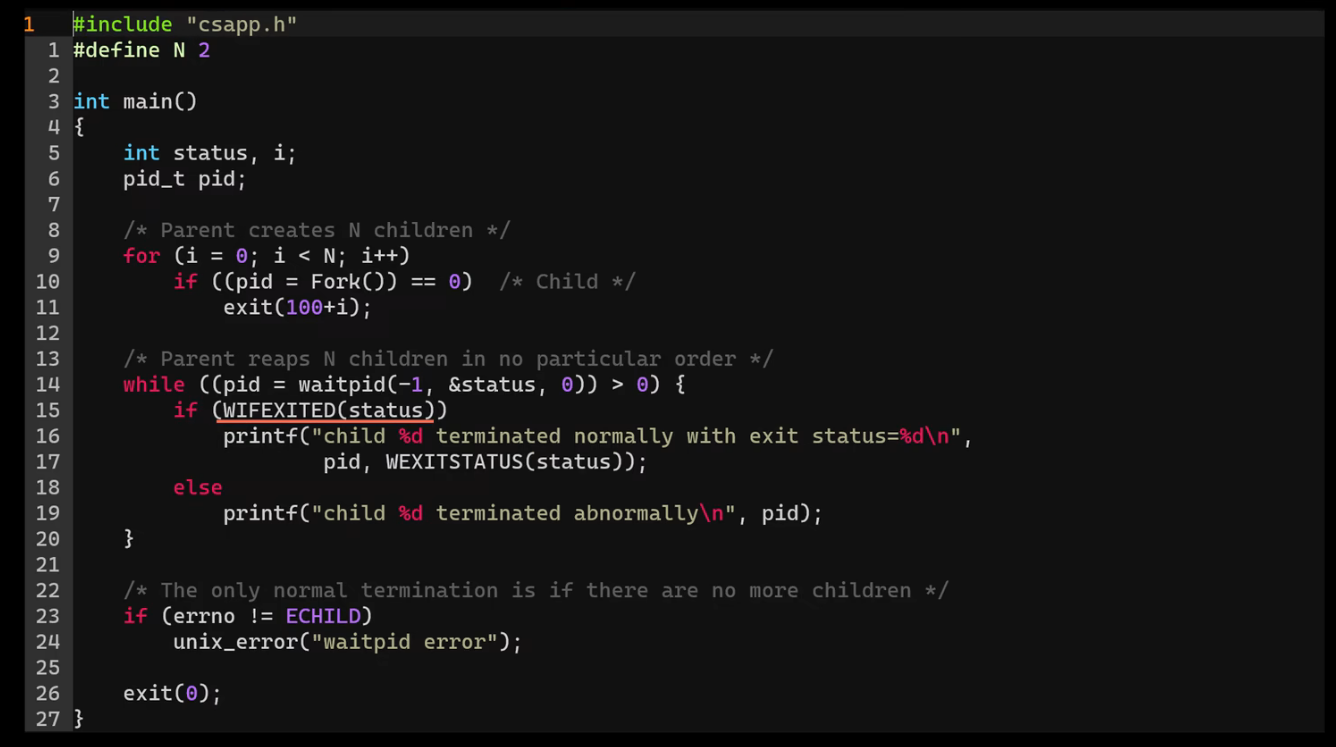 1 #include "csapp.h"
1 #define N 2
2
3 int main()
4 {
5     int status, i;
6     pid_t pid;
7
8     /* Parent creates N children */
9     for (i = 0; i < N; i++)
10         if ((pid = Fork()) == 0)  /* Child */
11             exit(100+i);
12
13     /* Parent reaps N children in no particular order */
14     while ((pid = waitpid(-1, &status, 0)) > 0) {
15         if (WIFEXITED(status))
16             printf("child %d terminated normally with exit status=%d\n",
17                     pid, WEXITSTATUS(status));
18         else
19             printf("child %d terminated abnormally\n", pid);
20     }
21
22     /* The only normal termination is if there are no more children */
23     if (errno != ECHILD)
24         unix_error("waitpid error");
25
26     exit(0);
27 }